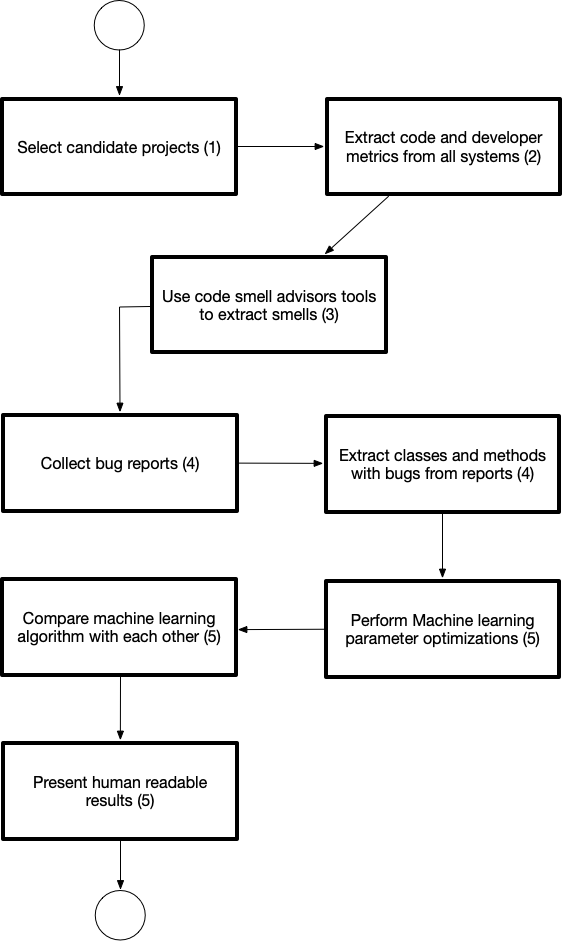 Select candidate projects (1)
Extract code and developer
metrics from all systems (2)
Use code smell advisors tools
to extract smells (3)
Collect bug reports (4)
Extract classes and methods
with bugs from reports (4)
Perform Machine learning
parameter optimizations (5)
Compare machine learning
algorithm with each other (5)
Present human readable
results (5)